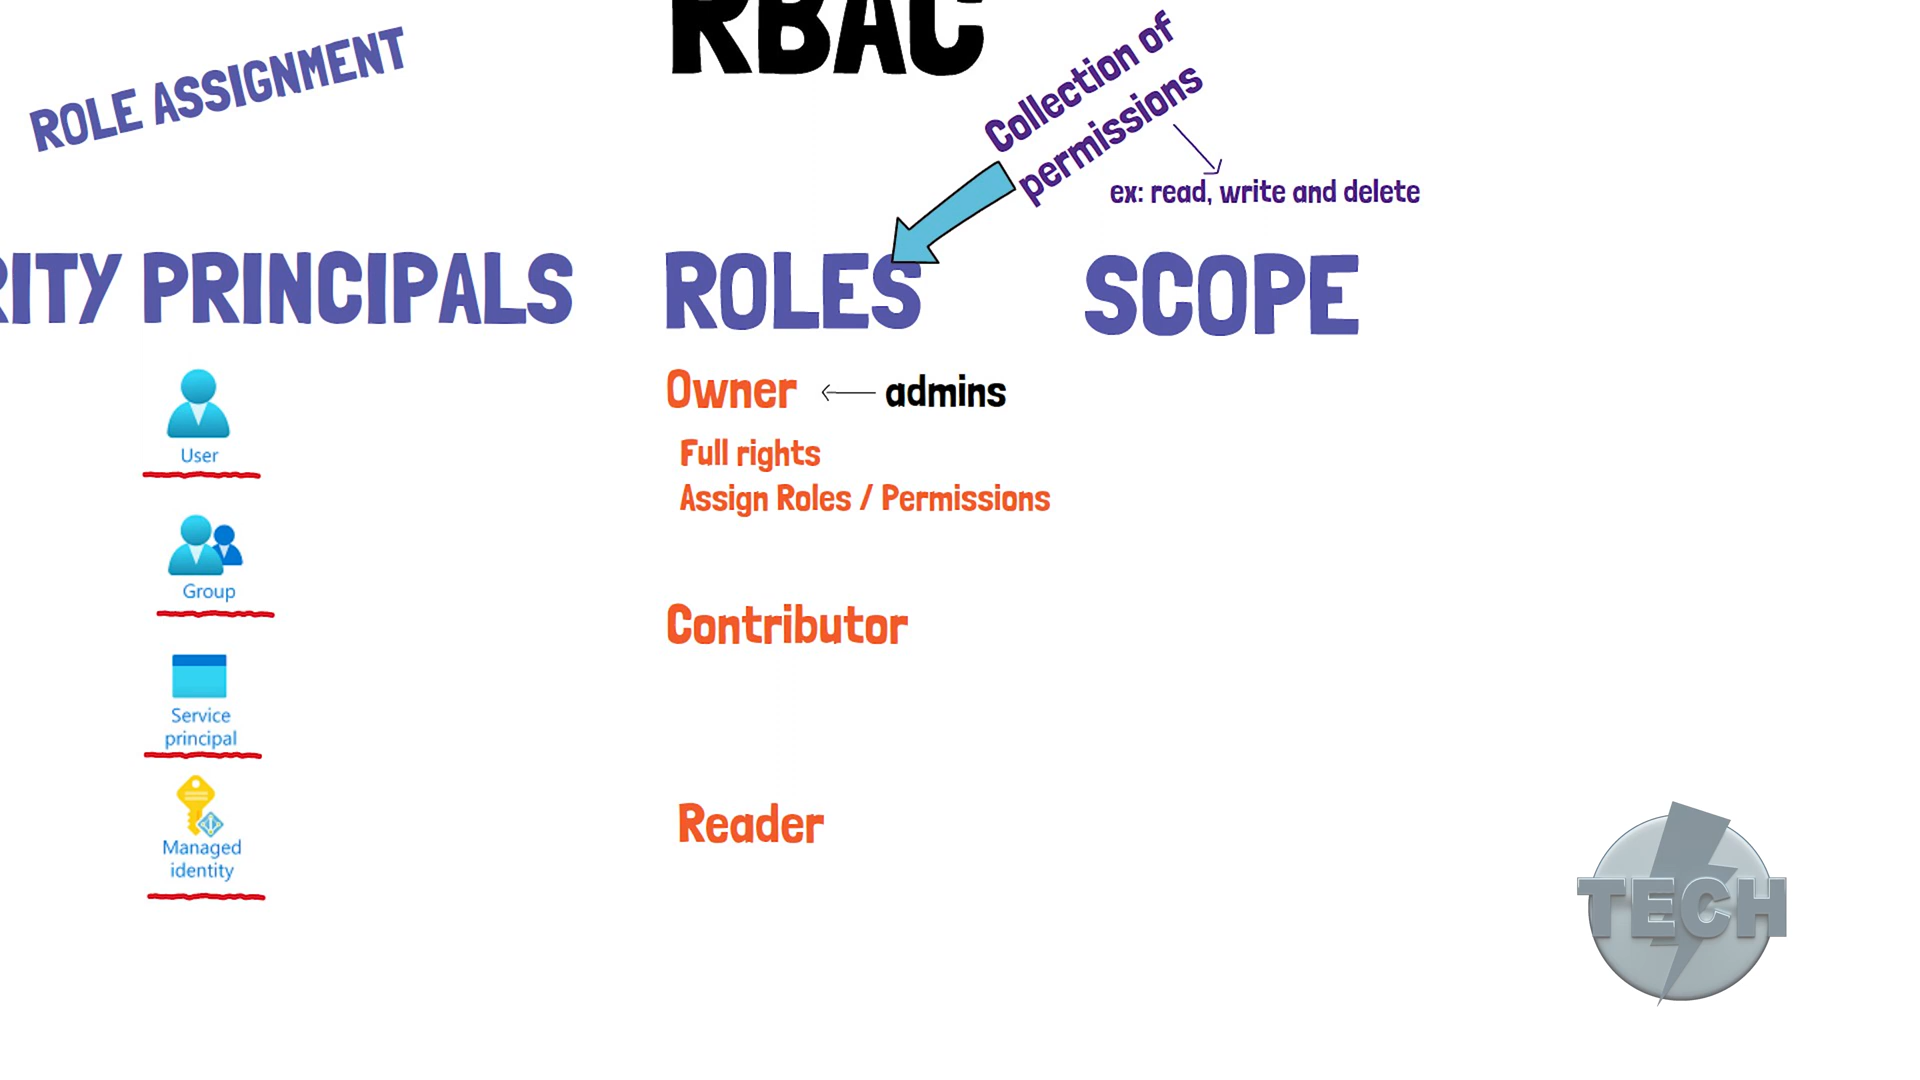 RBAC
ROLE ASSIGNMENT
Collection of
permissions
ex: read, write and delete
RITY PRINCIPALS
ROLES
SCOPE
User
Group
Service
principal
Managed
identity
Owner
admins
Full rights
Assign Roles / Permissions
Contributor
Reader
TECH